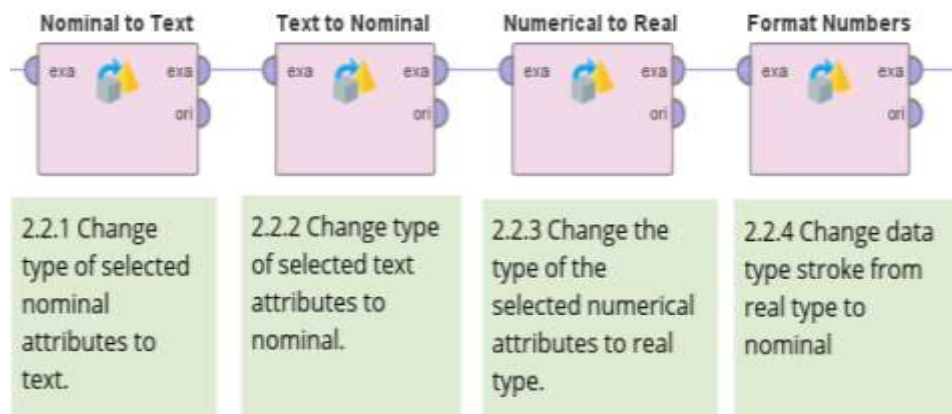 Nominal to Text
Text to Nominal
Numerical to Real
Format Numbers
exa
exa
ori
exa
exa
ori
exa
exa
ori
exa
exa
ori
2.2.1 Change
type of selected
nominal
attributes to
text.
2.2.2 Change type
of selected text
attributes to
nominal.
2.2.3 Change the
type of the
selected numerical
attributes to real
type.
2.2.4 Change data
type stroke from
real type to
nominal